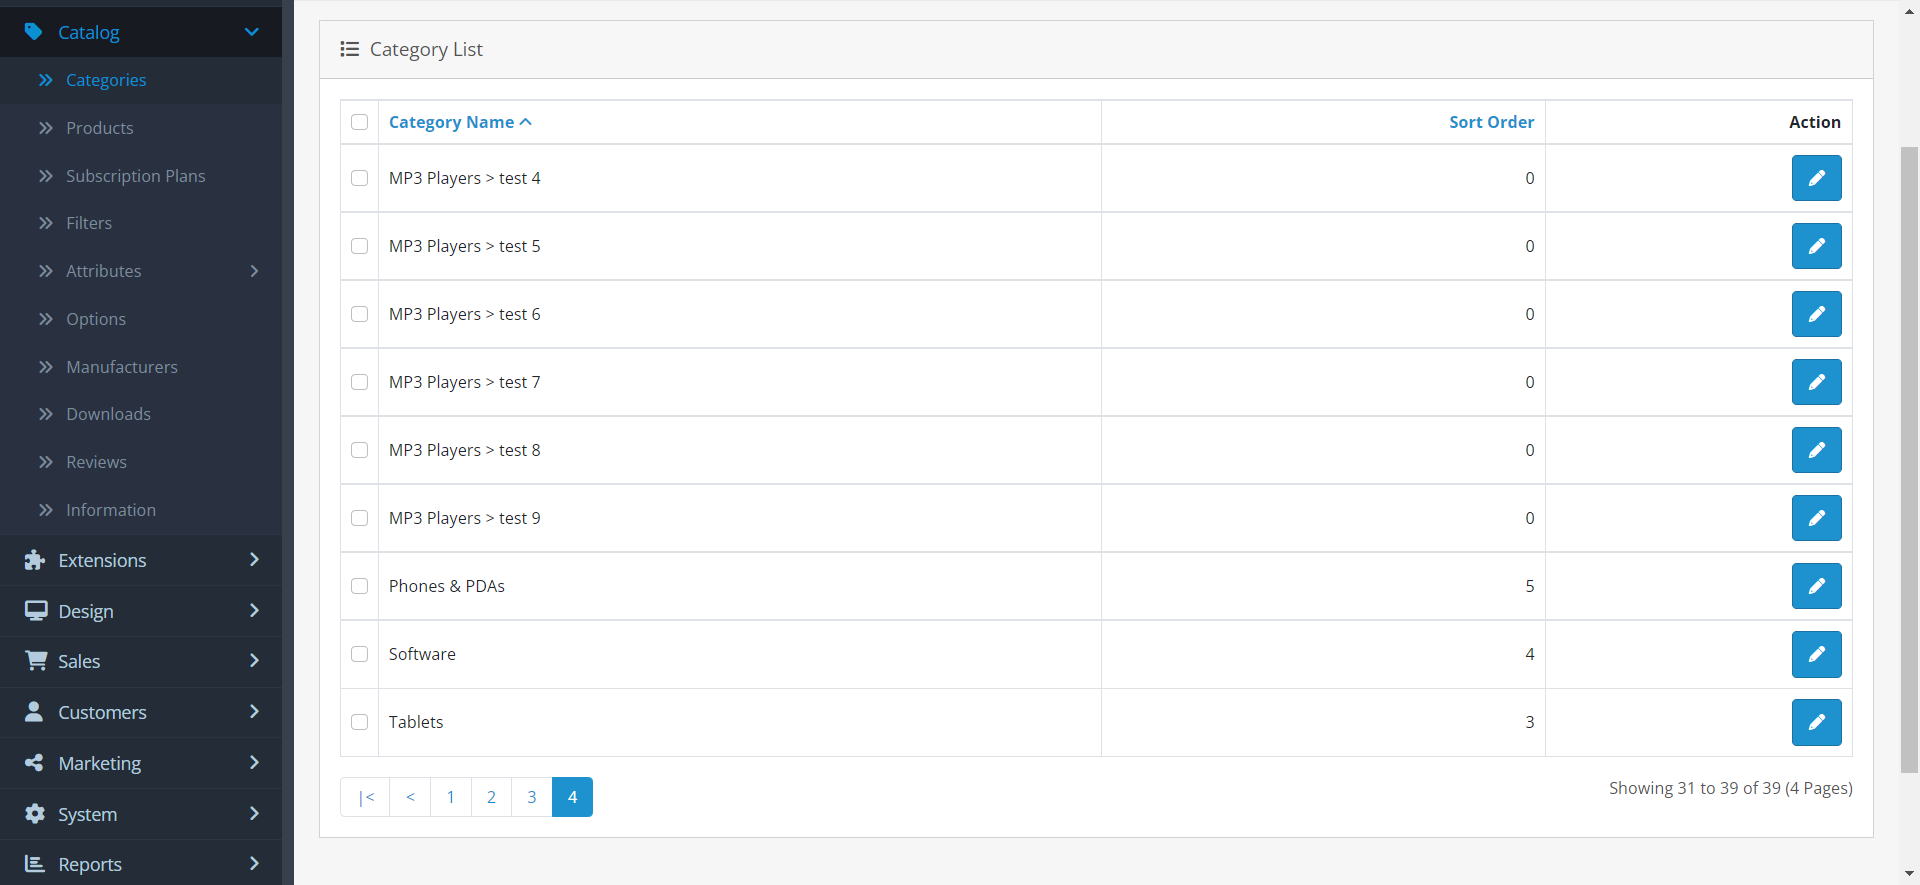 Catalog
Categories
Products
Subscription Plans
Filters
Attributes
Options
Manufacturers
Downloads
Reviews
Information
Extensions
Design
Sales
Customers
Marketing
System
Reports
Category List
Category Name Sort Order Action
MP3 Players > test 4 0
MP3 Players > test 5 0
MP3 Players > test 6 0
MP3 Players > test 7 0
MP3 Players > test 8 0
MP3 Players > test 9 0
Phones & PDAs 5
Software 4
Tablets 3
|< < 1 2 3 4
Showing 31 to 39 of 39 (4 Pages)